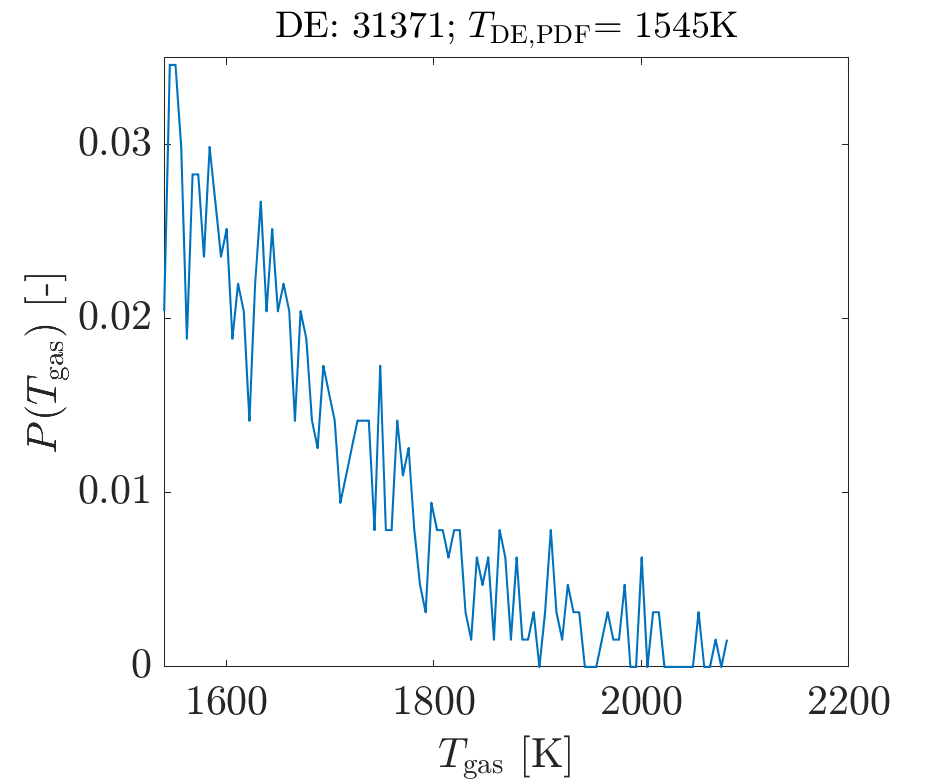 DE: 31371; T_DE,PDF= 1545K
0.03
0.02
0.01
0
P(T_gas) [-]
1600 1800 2000 2200
T_gas [K]